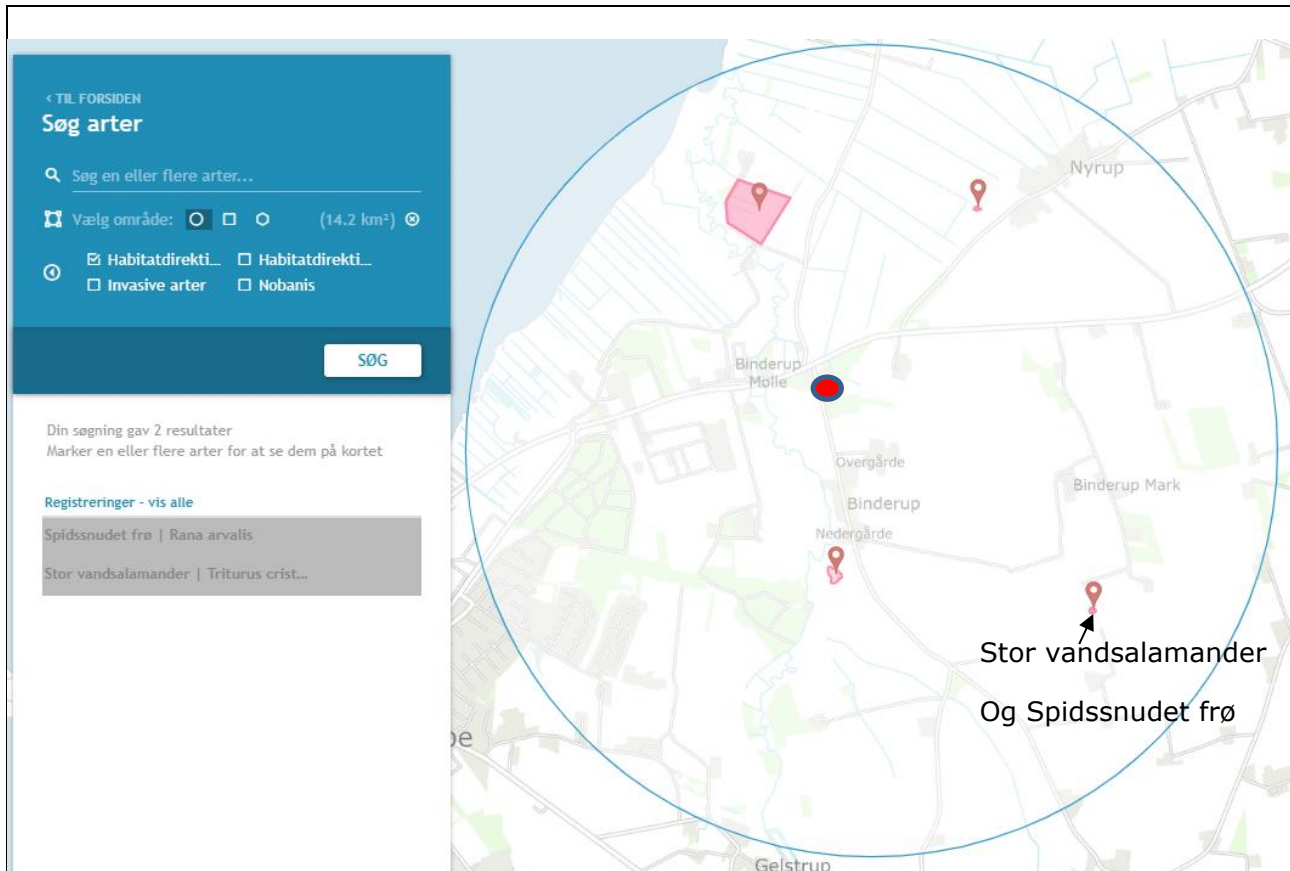 ‹ TIL FORSIDEN
Søg arter
Søg en eller flere arter...
Vælg område: (14.2 km²)
Habitatdirekti... Habitatdirekti...
Invasive arter Nobanis
SØG
Din søgning gav 2 resultater
Marker en eller flere arter for at se dem på kortet
Registreringer - vis alle
Spidssnudet frø | Rana arvalis
Stor vandsalamander | Triturus crist...
Nyrup
Binderup
Mølle
Overgårde
Binderup Mark
Binderup
Nedergårde
Stor vandsalamander
Og Spidssnudet frø
pe
Gelstrup